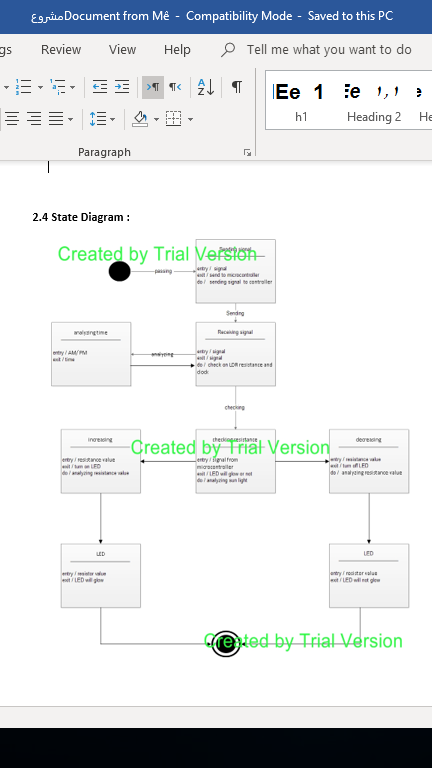 مشروعDocument from Mê - Compatibility Mode - Saved to this PC
gs Review View Help Tell me what you want to do
Ee 1
h1 Heading 2 He
Paragraph
2.4 State Diagram :
Created by Trial Version
Sending signal
passing
entry / signal
exit / send to microcontroller
do / sending signal to controller
Sending
analyzing time
entry / AM/ PM
exit / time
analyzing
Receiving signal
entry / signal
exit / signal
do / check on LDR resistance and
clock
checking
Created by Trial Version
increasing
entry / resistance value
exit / turn on LED
do / analyzing resistance value
checking resistance
entry / signal from
microcontroller
exit / LED will glow or not
do / analyzing sun light
decreasing
entry / resistance value
exit / turn off LED
do / analyzing resistance value
LED
entry / resistor value
exit / LED will glow
LED
entry / resistor value
exit / LED will not glow
Created by Trial Version